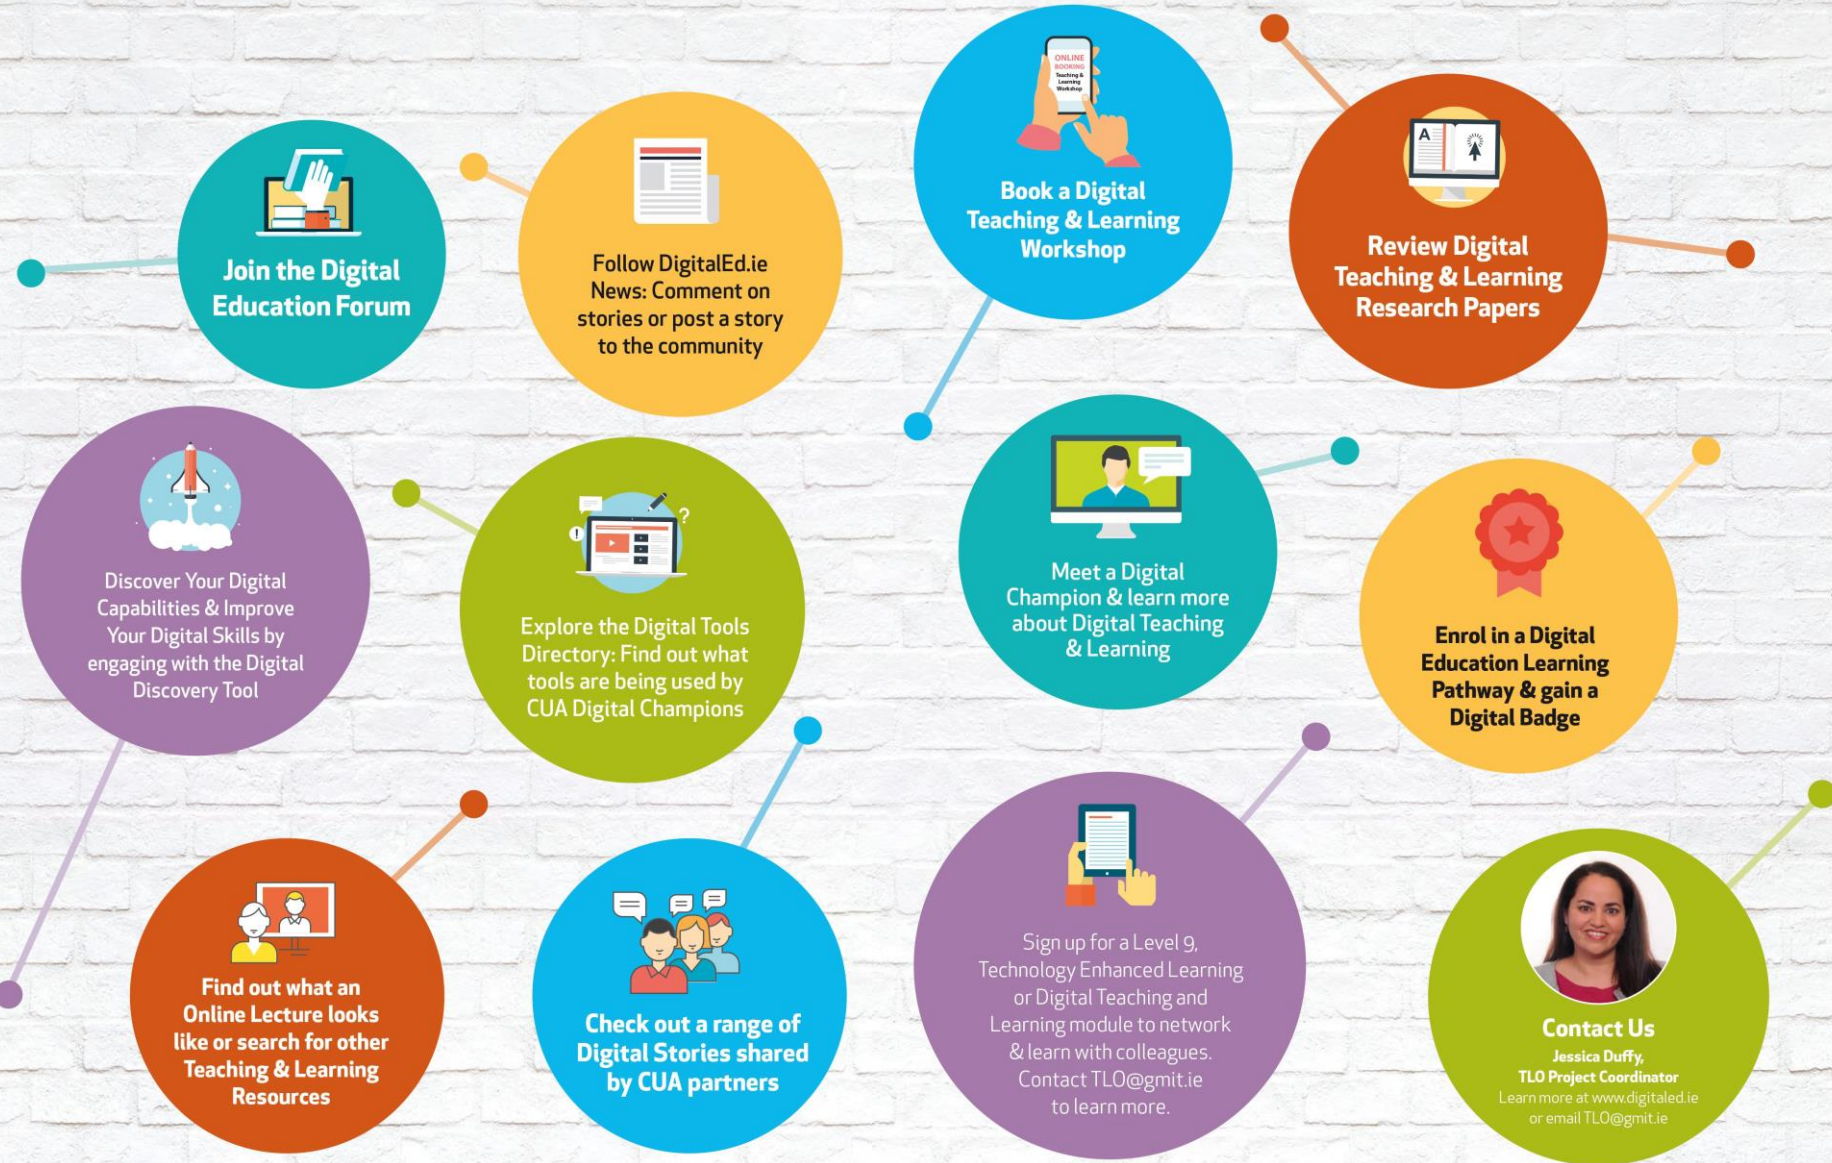 Join the Digital
Education Forum
Follow DigitalEd.ie
News: Comment on
stories or post a story
to the community
ONLINE
BOOKING
Teaching &
Learning
Workshop
Book a Digital
Teaching & Learning
Workshop
A
Review Digital
Teaching & Learning
Research Papers
Discover Your Digital
Capabilities & Improve
Your Digital Skills by
engaging with the Digital
Discovery Tool
!
?
Explore the Digital Tools
Directory: Find out what
tools are being used by
CUA Digital Champions
Meet a Digital
Champion & learn more
about Digital Teaching
& Learning
Enrol in a Digital
Education Learning
Pathway & gain a
Digital Badge
Find out what an
Online Lecture looks
like or search for other
Teaching & Learning
Resources
Check out a range of
Digital Stories shared
by CUA partners
Sign up for a Level 9,
Technology Enhanced Learning
or Digital Teaching and
Learning module to network
& learn with colleagues.
Contact TLO@gmit.ie
to learn more.
Contact Us
Jessica Duffy,
TLO Project Coordinator
Learn more at www.digitaled.ie
or email TLO@gmit.ie